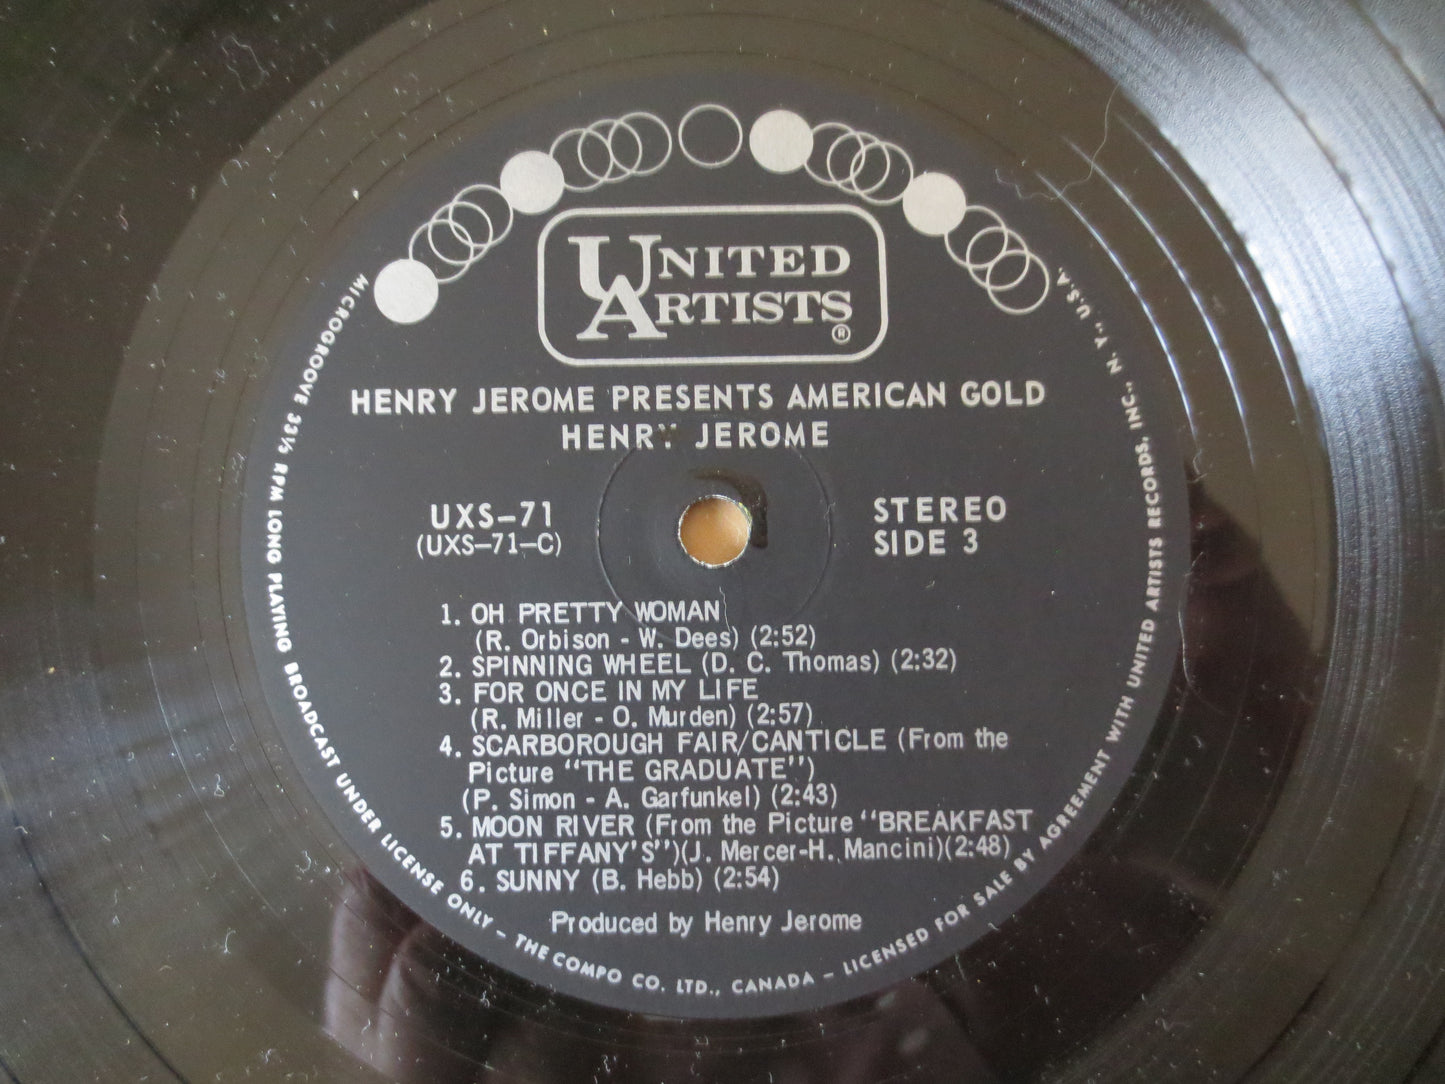 UNITED
ARTISTS®
HENRY JEROME PRESENTS AMERICAN GOLD
HENRY JEROME
UXS-71
(UXS-71-C)
STEREO
SIDE 3
1. OH PRETTY WOMAN
(R. Orbison - W. Dees) (2:52)
2. SPINNING WHEEL (D. C. Thomas) (2:32)
3. FOR ONCE IN MY LIFE
(R. Miller - O. Murden) (2:57)
4. SCARBOROUGH FAIR/CANTICLE (From the
Picture "THE GRADUATE")
(P. Simon - A. Garfunkel) (2:43)
5. MOON RIVER (From the Picture "BREAKFAST
AT TIFFANY'S")(J. Mercer-H. Mancini)(2:48)
6. SUNNY (B. Hebb) (2:54)
Produced by Henry Jerome
MICROGROOVE 33⅓ RPM LONG PLAYING BROADCAST UNDER LICENSE ONLY – THE COMPO CO. LTD., CANADA – LICENSED FOR SALE BY AGREEMENT WITH UNITED ARTISTS RECORDS, INC., N. Y., U.S.A.